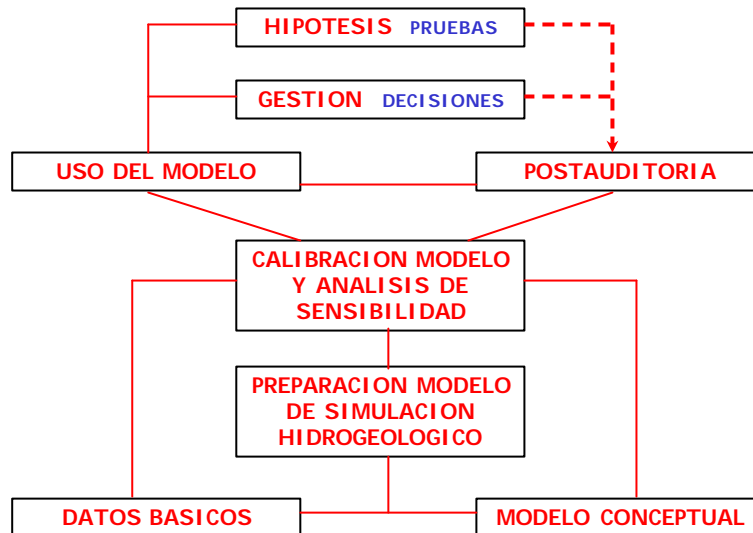 HIPOTESIS PRUEBAS
GESTION DECISIONES
USO DEL MODELO
POSTAUDITORIA
CALIBRACION MODELO
Y ANALISIS DE
SENSIBILIDAD
PREPARACION MODELO
DE SIMULACION
HIDROGEOLOGICO
DATOS BASICOS
MODELO CONCEPTUAL